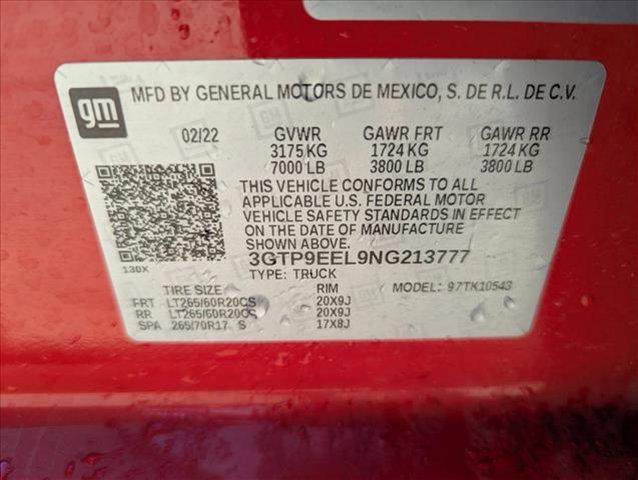 gm
MFD BY GENERAL MOTORS DE MEXICO, S. DE R.L. DE C.V.
02/22 GVWR GAWR FRT GAWR RR
3175 KG 1724 KG 1724 KG
7000 LB 3800 LB 3800 LB
THIS VEHICLE CONFORMS TO ALL
APPLICABLE U.S. FEDERAL MOTOR
VEHICLE SAFETY STANDARDS IN EFFECT
ON THE DATE OF MANUFACTURE
SHOWN ABOVE.
130X 3GTP9EEL9NG213777
TYPE: TRUCK
TIRE SIZE RIM MODEL: 97TK10543
FRT LT265/60R20CS 20X9J
RR LT265/60R20CS 20X9J
SPA 265/70R17 S 17X8J